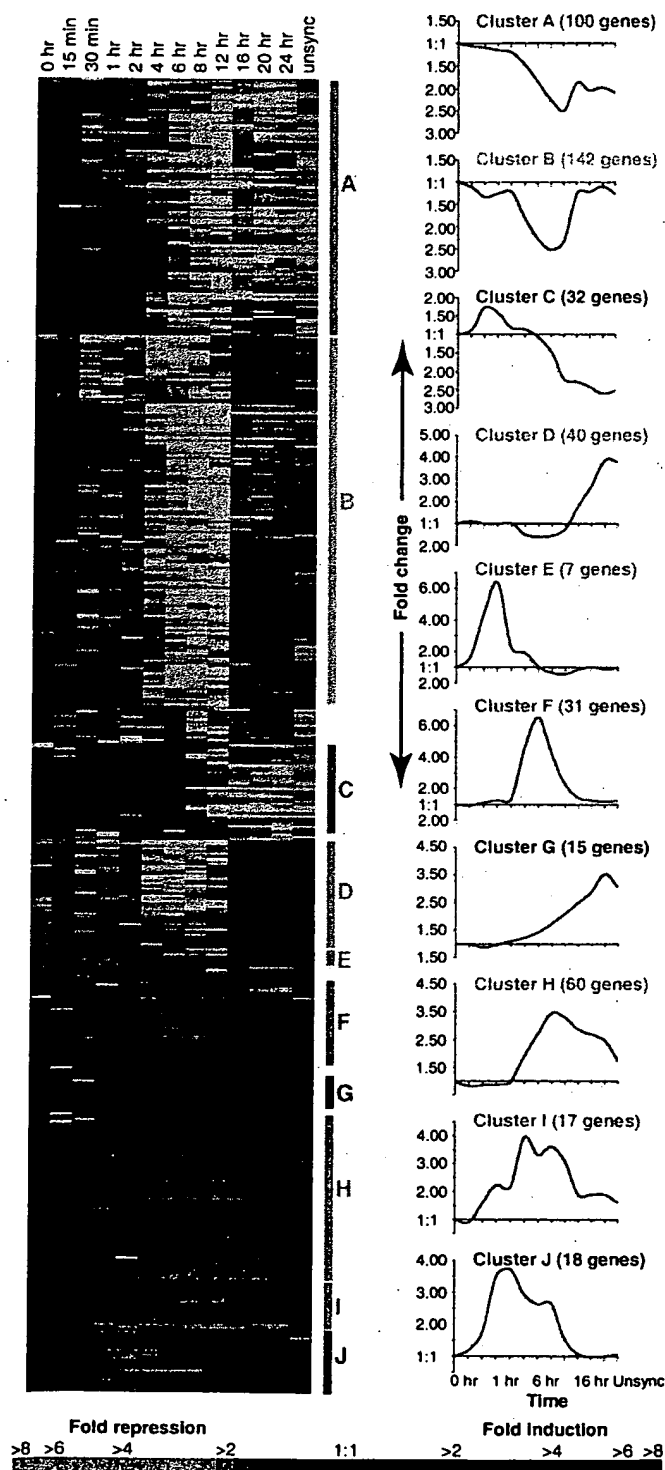 0 hr
15 min
30 min
1 hr
2 hr
4 hr
6 hr
8 hr
12 hr
16 hr
20 hr
24 hr
unsync
A
B
C
D
E
F
G
H
I
J
Fold change
Cluster A (100 genes)
1.50
1:1
1.50
2.00
2.50
3.00
Cluster B (142 genes)
1.50
1:1
1.50
2.00
2.50
3.00
Cluster C (32 genes)
2.00
1.50
1:1
1.50
2.00
2.50
3.00
Cluster D (40 genes)
5.00
4.00
3.00
2.00
1:1
2.00
Cluster E (7 genes)
6.00
4.00
2.00
1:1
2.00
Cluster F (31 genes)
6.00
4.00
2.00
1:1
2.00
Cluster G (15 genes)
4.50
3.50
2.50
1.50
1.50
Cluster H (60 genes)
4.50
3.50
2.50
1.50
Cluster I (17 genes)
4.00
3.00
2.00
1:1
Cluster J (18 genes)
4.00
3.00
2.00
1:1
0 hr 1 hr 6 hr 16 hr Unsync
Time
Fold repression Fold induction
>8 >6 >4 >2 1:1 >2 >4 >6 >8